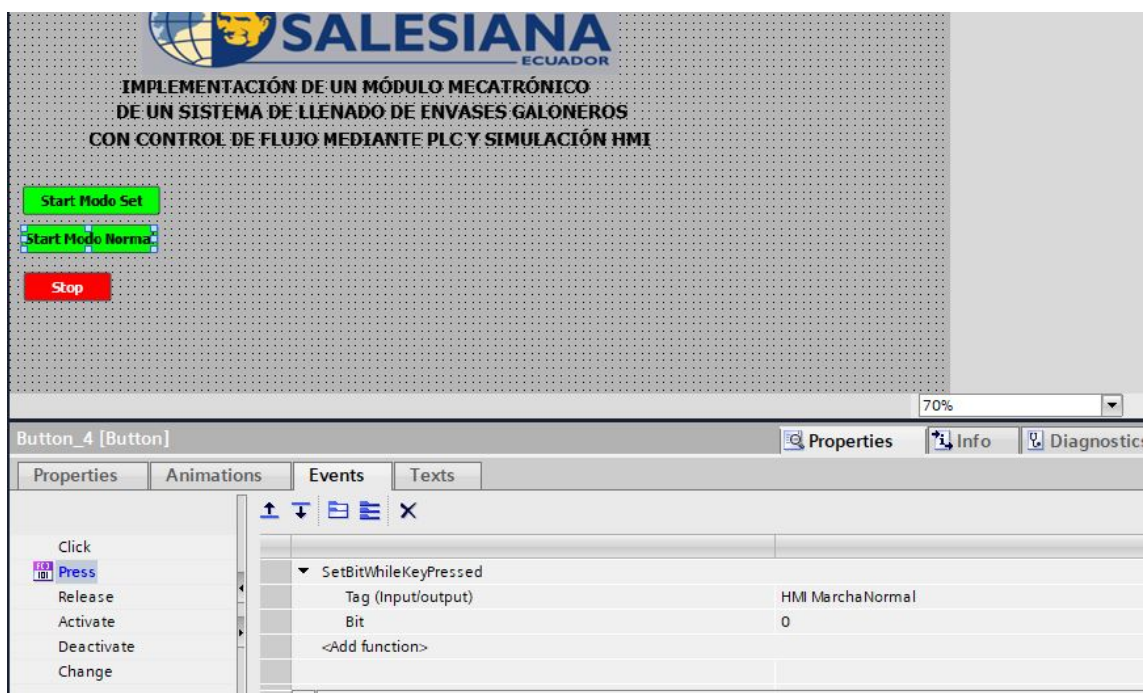 SALESIANA
ECUADOR
IMPLEMENTACIÓN DE UN MÓDULO MECATRÓNICO
DE UN SISTEMA DE LLENADO DE ENVASES GALONEROS
CON CONTROL DE FLUJO MEDIANTE PLC Y SIMULACIÓN HMI
Start Modo Set
Start Modo Norma
Stop
70%
Button_4 [Button]
Properties Info Diagnostics
Properties Animations Events Texts
Click
Press
Release
Activate
Deactivate
Change
SetBitWhileKeyPressed
Tag (Input/output) HMI MarchaNormal
Bit 0
<Add function>